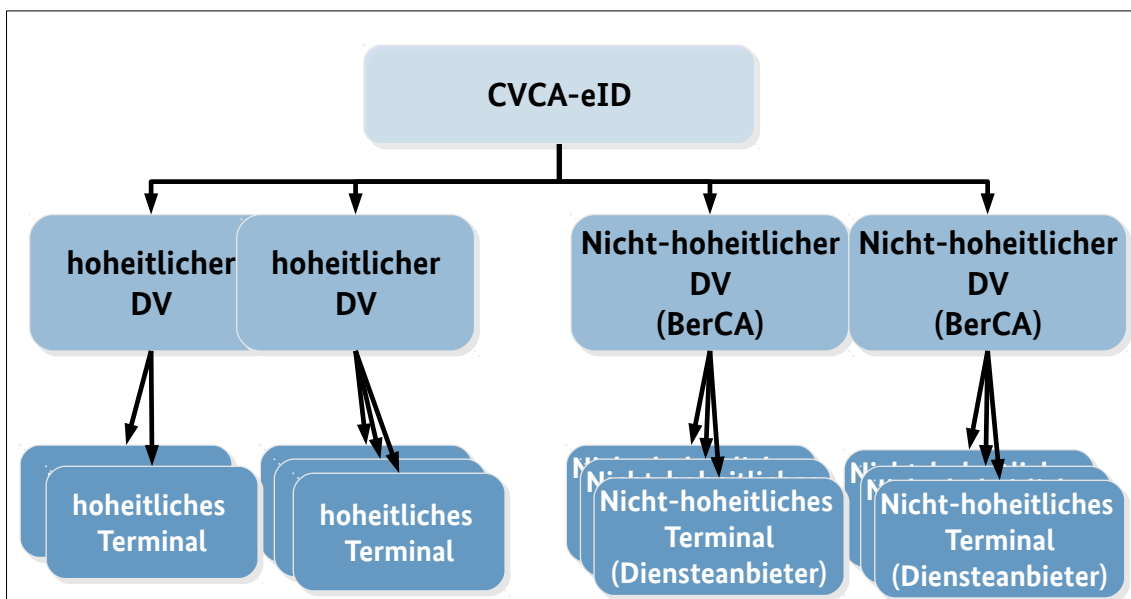 CVCA-eID
hoheitlicher
DV
hoheitlicher
DV
Nicht-hoheitlicher
DV
(BerCA)
Nicht-hoheitlicher
DV
(BerCA)
hoheitliches
Terminal
hoheitliches
Terminal
Nicht-hoheitliches
Terminal
(Diensteanbieter)
Nicht-hoheitliches
Terminal
(Diensteanbieter)